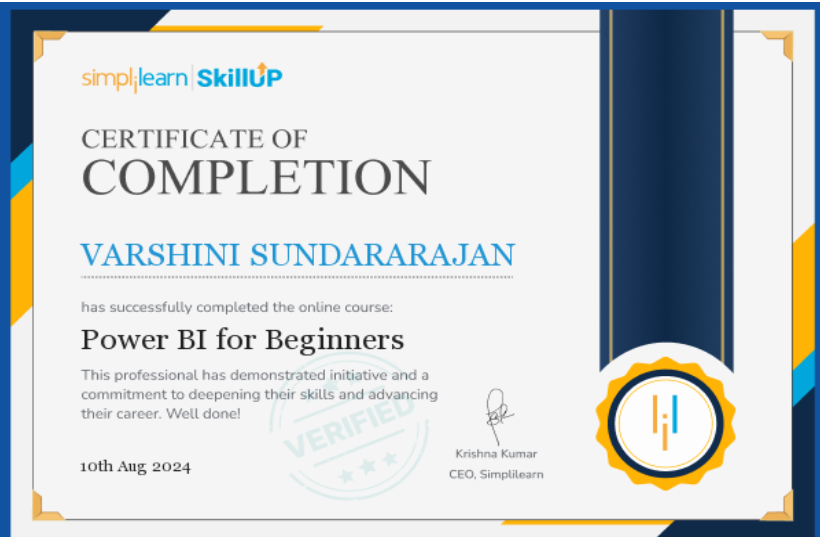 simplilearn | SkillUP
CERTIFICATE OF
COMPLETION
VARSHINI SUNDARARAJAN
has successfully completed the online course:
Power BI for Beginners
This professional has demonstrated initiative and a
commitment to deepening their skills and advancing
their career. Well done!
VERIFIED
10th Aug 2024
Krishna Kumar
CEO, Simplilearn